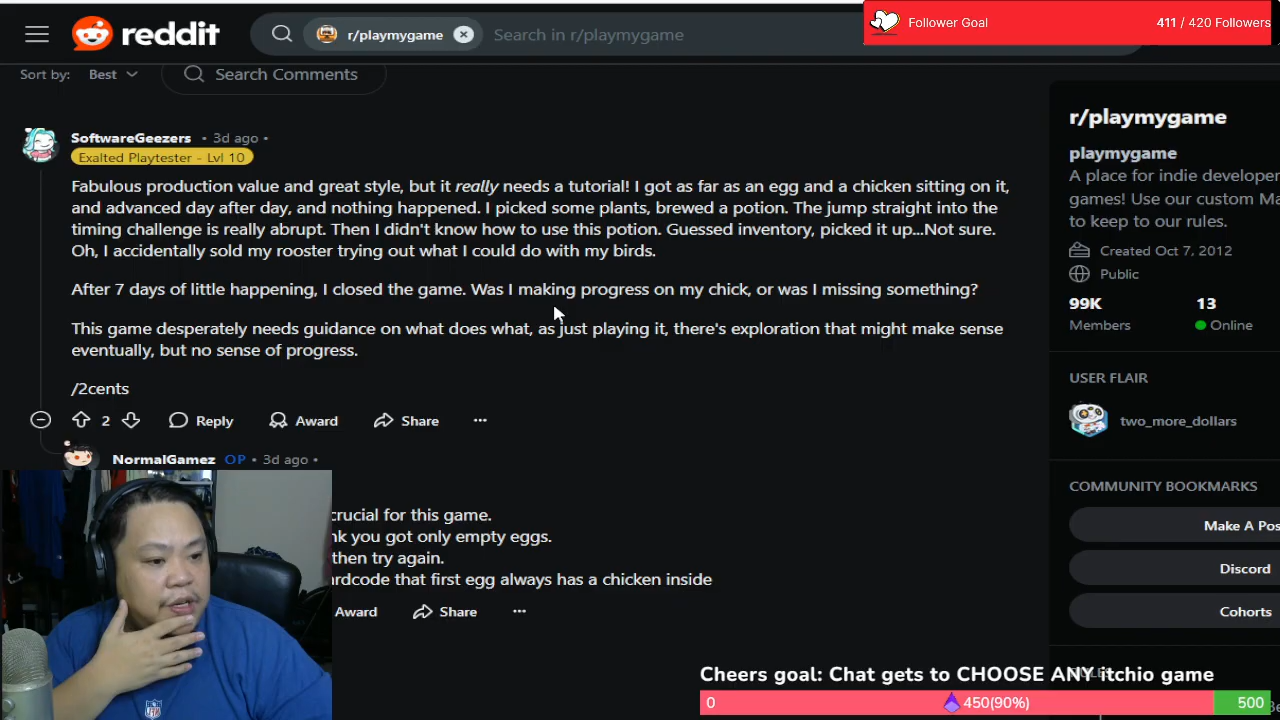 reddit
r/playmygame
Search in r/playmygame
Follower Goal
411 / 420 Followers
Sort by:
Best
Search Comments
SoftwareGeezers • 3d ago •
Exalted Playtester - Lvl 10
Fabulous production value and great style, but it really needs a tutorial! I got as far as an egg and a chicken sitting on it,
and advanced day after day, and nothing happened. I picked some plants, brewed a potion. The jump straight into the
timing challenge is really abrupt. Then I didn't know how to use this potion. Guessed inventory, picked it up...Not sure.
Oh, I accidentally sold my rooster trying out what I could do with my birds.
After 7 days of little happening, I closed the game. Was I making progress on my chick, or was I missing something?
This game desperately needs guidance on what does what, as just playing it, there's exploration that might make sense
eventually, but no sense of progress.
/2cents
2
Reply
Award
Share
NormalGamez OP • 3d ago •
crucial for this game.
you got only empty eggs.
then try again.
that first egg always has a chicken inside
Award
Share
r/playmygame
playmygame
A place for indie developer
games! Use our custom
to keep to our rules.
Created Oct 7, 2012
Public
99K
13
Members
Online
USER FLAIR
two_more_dollars
COMMUNITY BOOKMARKS
Make A
Discord
Cohorts
Cheers goal: Chat gets to CHOOSE ANY itchio game
0
450(90%)
500